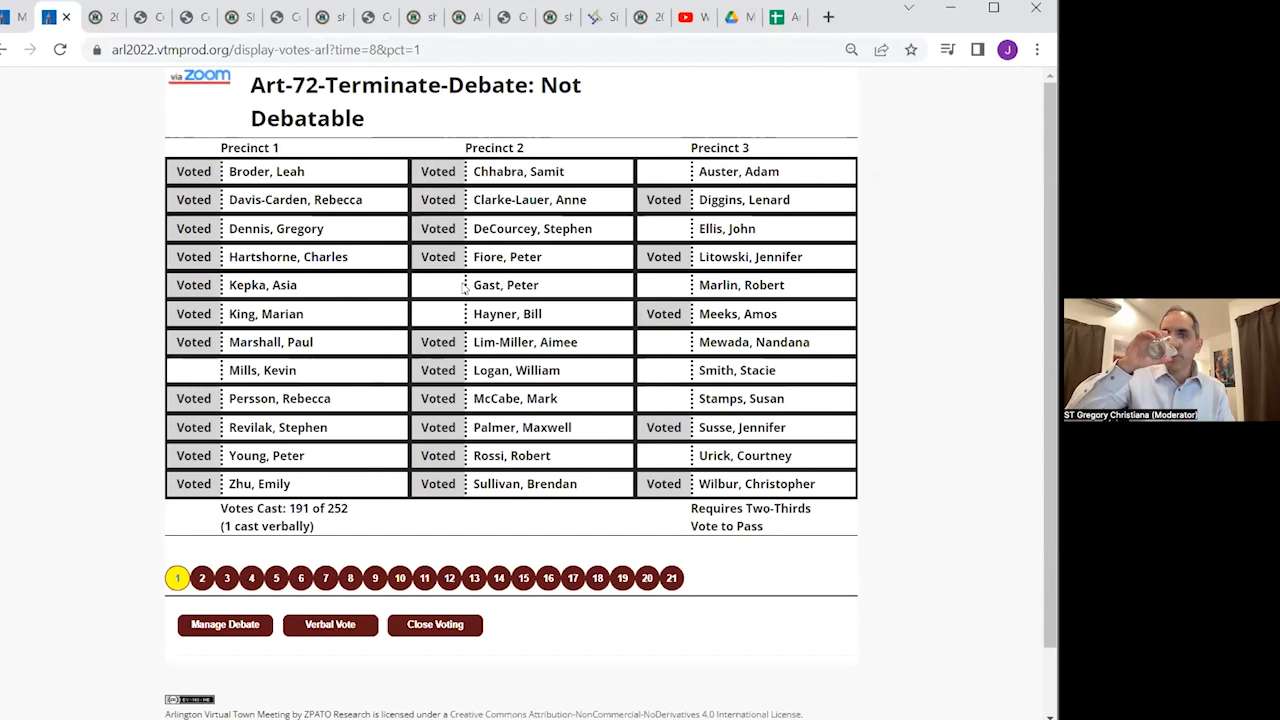 M
20
C
C
Sl
sh
C
sh
A
C
sh
Si
20
W
M
A
arl2022.vtmprod.org/display-votes-arl?time=8&pct=1
J
via zoom
Art-72-Terminate-Debate: Not
Debatable
Precinct 1 Precinct 2 Precinct 3
Voted Broder, Leah Voted Chhabra, Samit Auster, Adam
Voted Davis-Carden, Rebecca Voted Clarke-Lauer, Anne Voted Diggins, Lenard
Voted Dennis, Gregory Voted DeCourcey, Stephen Ellis, John
Voted Hartshorne, Charles Voted Fiore, Peter Voted Litowski, Jennifer
Voted Kepka, Asia Gast, Peter Marlin, Robert
Voted King, Marian Hayner, Bill Voted Meeks, Amos
Voted Marshall, Paul Voted Lim-Miller, Aimee Mewada, Nandana
Mills, Kevin Voted Logan, William Smith, Stacie
Voted Persson, Rebecca Voted McCabe, Mark Stamps, Susan
Voted Revilak, Stephen Voted Palmer, Maxwell Voted Susse, Jennifer
Voted Young, Peter Voted Rossi, Robert Urick, Courtney
Voted Zhu, Emily Voted Sullivan, Brendan Voted Wilbur, Christopher
Votes Cast: 191 of 252 Requires Two-Thirds
(1 cast verbally) Vote to Pass
1 2 3 4 5 6 7 8 9 10 11 12 13 14 15 16 17 18 19 20 21
Manage Debate Verbal Vote Close Voting
ST Gregory Christiana (Moderator)
Arlington Virtual Town Meeting by ZPATO Research is licensed under a Creative Commons Attribution-NonCommercial-NoDerivatives 4.0 International License.